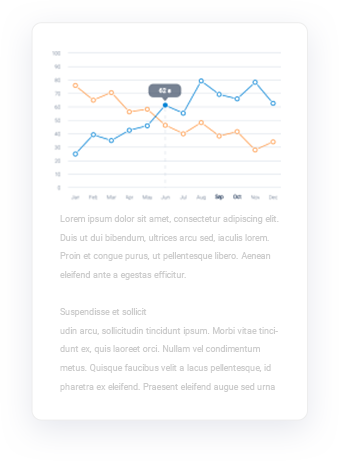 100
90
80
70
62
60
50
40
30
20
10
0
Jan Feb Mar Apr May Jun Jul Aug Sep Oct Nov Dec
Lorem ipsum dolor sit amet, consectetur adipiscing elit.
Duis ut dui bibendum, ultrices arcu sed, iaculis lorem.
Proin et congue purus, ut pellentesque libero. Aenean
eleifend ante a egestas efficitur.
Suspendisse et sollicit
udin arcu, sollicitudin tincidunt ipsum. Morbi vitae tinci-
dunt ex, quis laoreet orci. Nullam vel condimentum
metus. Quisque faucibus velit a lacus pellentesque, id
pharetra ex eleifend. Praesent eleifend augue sed urna